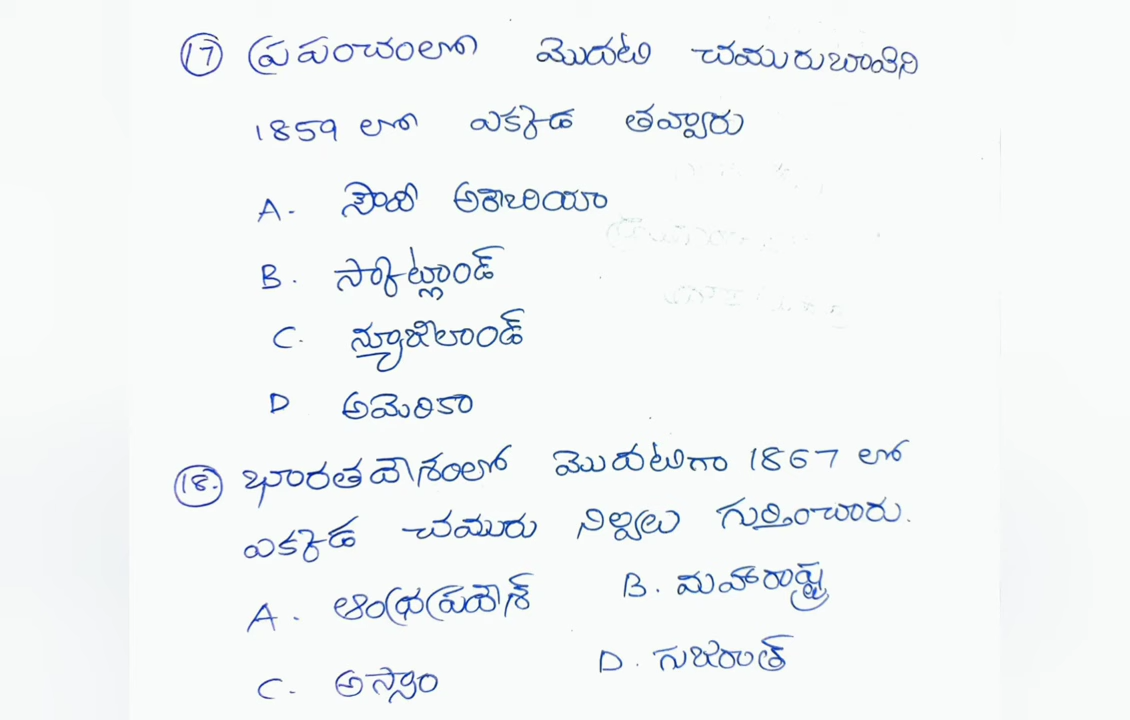 17 ప్రపంచంలో మొదటి చమురుబావిని
1859 లో ఎక్కడ తవ్వారు
A. సౌదీ అరేబియా
B. స్కాట్లాండ్
C. న్యూజిలాండ్
D అమెరికా
18. భారతదేశంలో మొదటగా 1867 లో
ఎక్కడ చమురు నిల్వలు గుర్తించారు.
A. ఆంధ్రప్రదేశ్ B. మహారాష్ట్ర
C. అస్సాం D. గుజరాత్